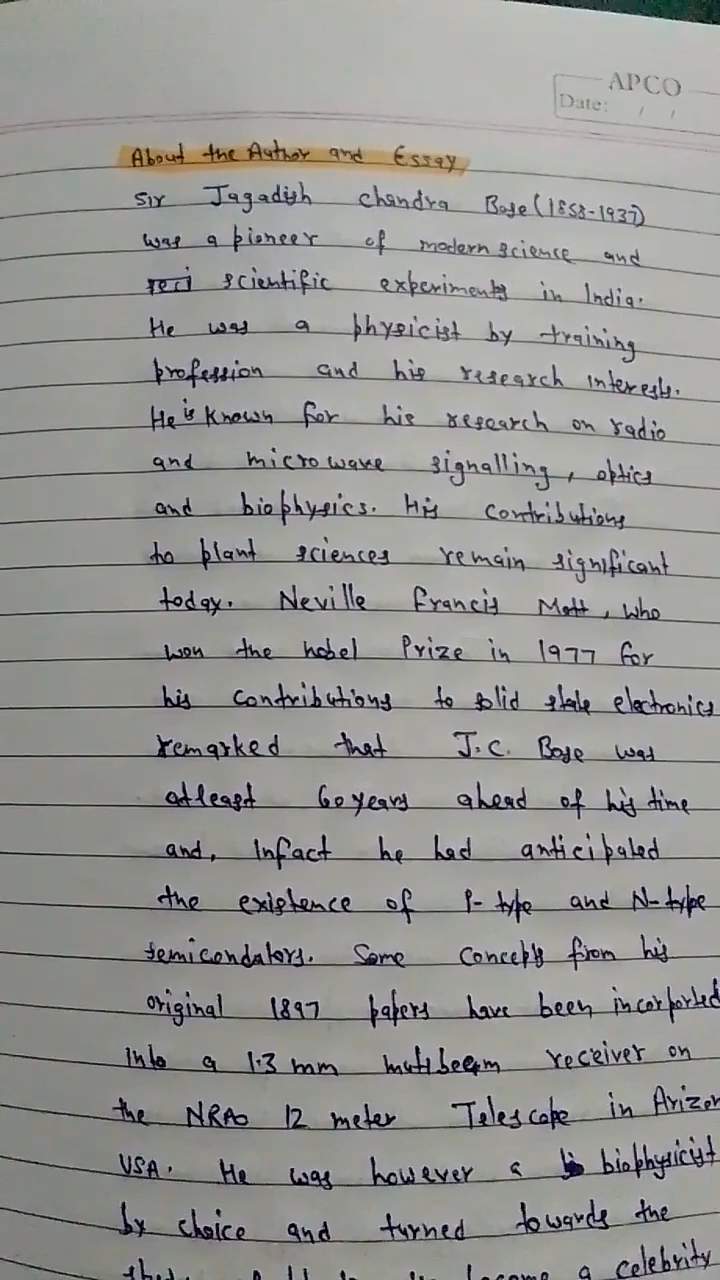 APCO
Date: / /
About the Author and Essay
Sir Jagadish chandra Bose (1858-1937)
was a pioneer of modern science and
scientific experiments in India.
He was a physicist by training
profession and his research interests.
He is known for his research on radio
and microwave signalling, optics
and biophysics. His contributions
to plant sciences remain significant
today. Neville Francis Mott, who
won the nobel Prize in 1977 for
his contributions to solid state electronics
remarked that J.C. Bose was
atleast 60 years ahead of his time
and, Infact he had anticipated
the existence of P- type and N-type
semicondators. Some concepts from his
original 1897 papers have been incorported
into a 1.3 mm mutibeem receiver on
the NRAO 12 meter Telescope in Arizon
USA. He was however a biophysicist
by choice and turned towards the
a celebrity